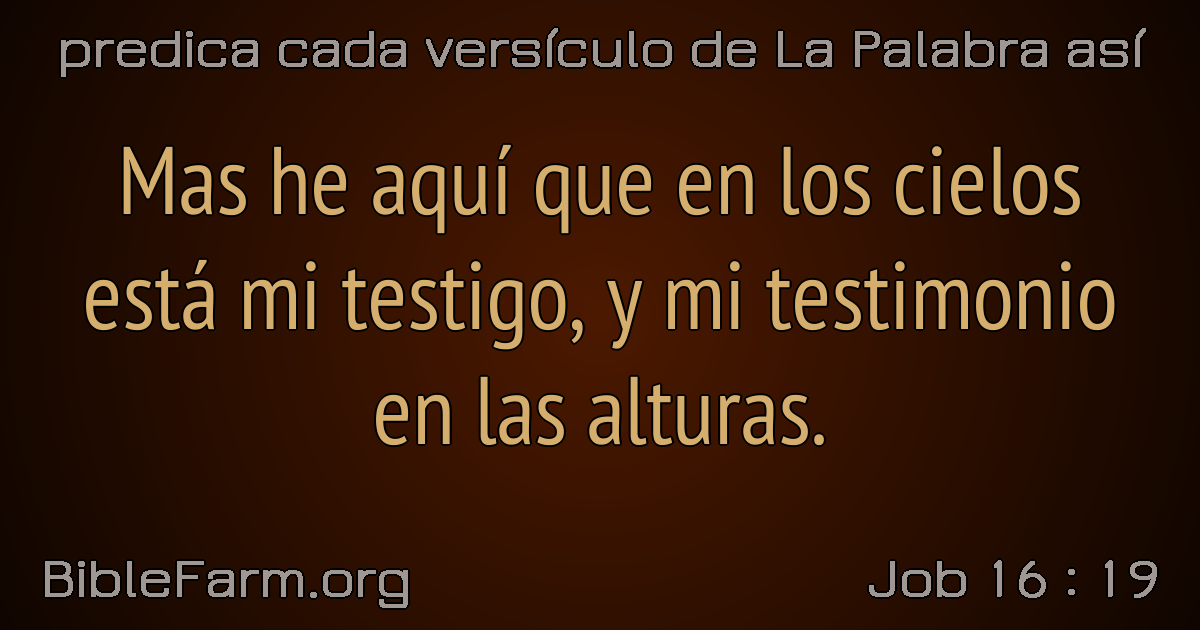 predica cada versículo de La Palabra así
Mas he aquí que en los cielos
está mi testigo, y mi testimonio
en las alturas.
BibleFarm.org
Job 16 : 19